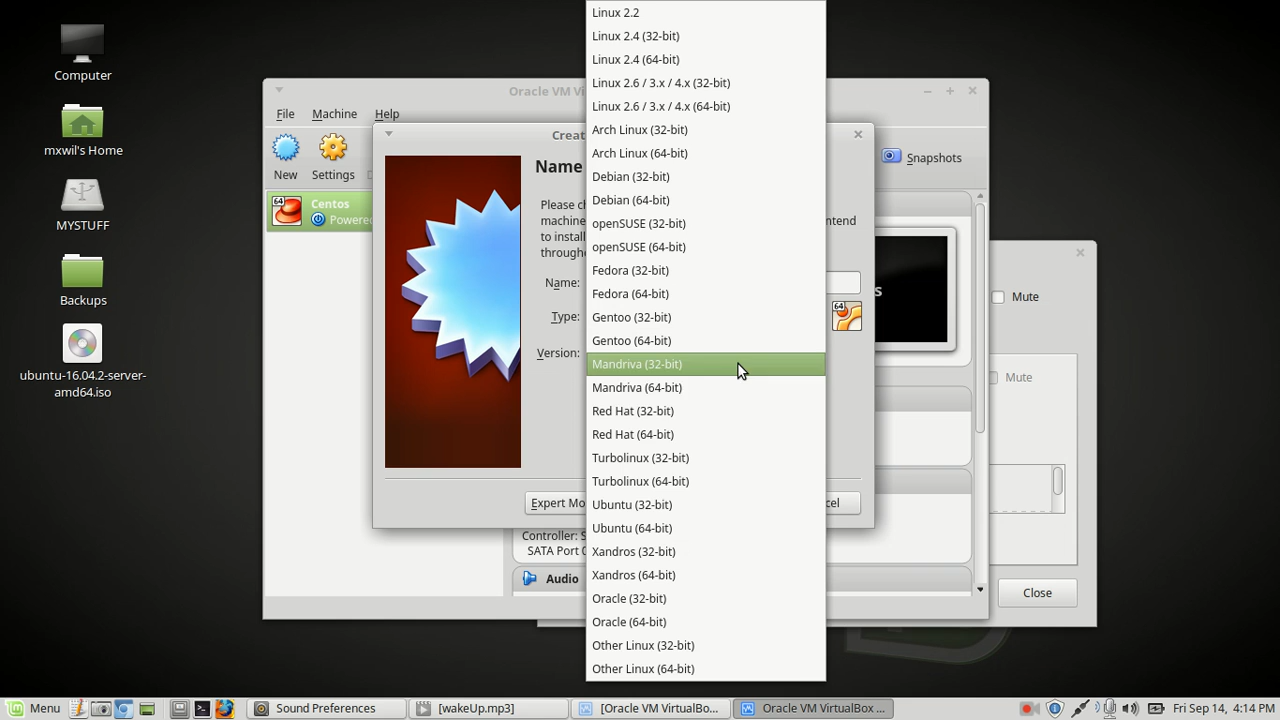 Computer
mxwil's Home
MYSTUFF
Backups
ubuntu-16.04.2-server-
amd64.iso
Oracle VM Vi
File Machine Help
New Settings
Snapshots
64
Centos
Powered
Creat
Name
Please ch
machine
to install
througho
intend
Name:
Type:
64
Version:
Expert Mo
cel
s
Controller: S
SATA Port 0
Audio
Linux 2.2
Linux 2.4 (32-bit)
Linux 2.4 (64-bit)
Linux 2.6 / 3.x / 4.x (32-bit)
Linux 2.6 / 3.x / 4.x (64-bit)
Arch Linux (32-bit)
Arch Linux (64-bit)
Debian (32-bit)
Debian (64-bit)
openSUSE (32-bit)
openSUSE (64-bit)
Fedora (32-bit)
Fedora (64-bit)
Gentoo (32-bit)
Gentoo (64-bit)
Mandriva (32-bit)
Mandriva (64-bit)
Red Hat (32-bit)
Red Hat (64-bit)
Turbolinux (32-bit)
Turbolinux (64-bit)
Ubuntu (32-bit)
Ubuntu (64-bit)
Xandros (32-bit)
Xandros (64-bit)
Oracle (32-bit)
Oracle (64-bit)
Other Linux (32-bit)
Other Linux (64-bit)
Mute
Mute
Close
Menu Sound Preferences [wakeUp.mp3] [Oracle VM VirtualBo... Oracle VM VirtualBox ... Fri Sep 14, 4:14 PM